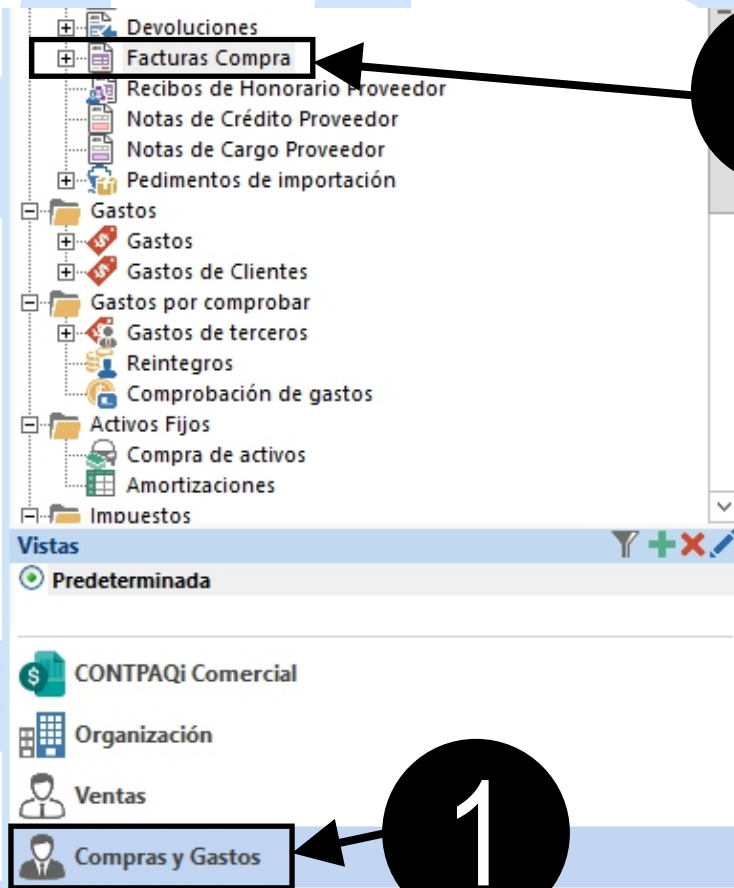 Devoluciones
Facturas Compra
Recibos de Honorario Proveedor
Notas de Crédito Proveedor
Notas de Cargo Proveedor
Pedimentos de importación
Gastos
Gastos
Gastos de Clientes
Gastos por comprobar
Gastos de terceros
Reintegros
Comprobación de gastos
Activos Fijos
Compra de activos
Amortizaciones
Impuestos
Vistas
Predeterminada
CONTPAQi Comercial
Organización
Ventas
Compras y Gastos
1